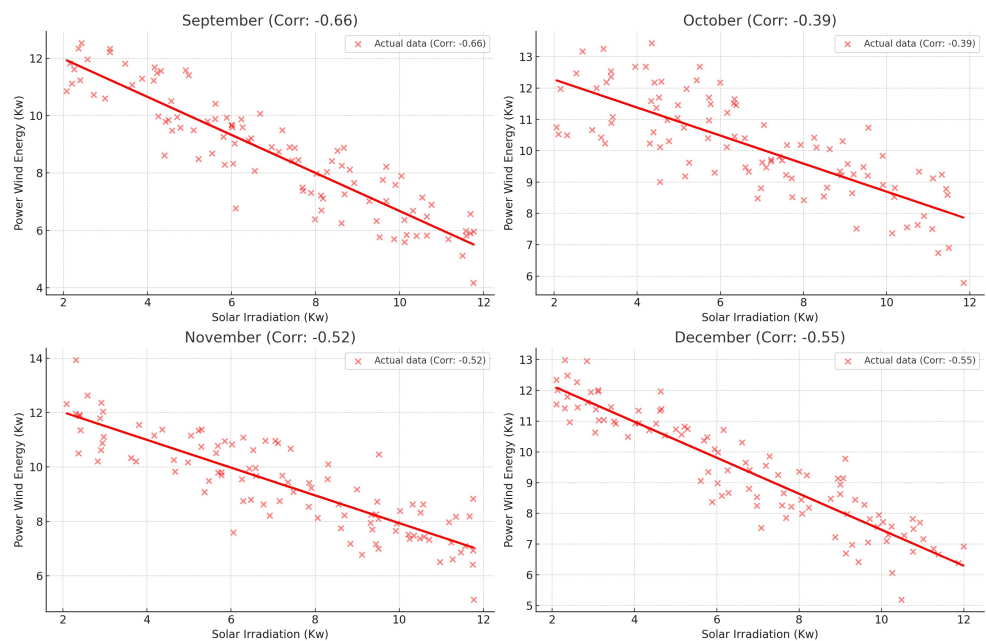 September (Corr: -0.66)
Actual data (Corr: -0.66)
Power Wind Energy (Kw)
12
10
8
6
4
2 4 6 8 10 12
Solar Irradiation (Kw)
October (Corr: -0.39)
Actual data (Corr: -0.39)
Power Wind Energy (Kw)
13
12
11
10
9
8
7
6
2 4 6 8 10 12
Solar Irradiation (Kw)
November (Corr: -0.52)
Actual data (Corr: -0.52)
Power Wind Energy (Kw)
14
12
10
8
6
2 4 6 8 10 12
Solar Irradiation (Kw)
December (Corr: -0.55)
Actual data (Corr: -0.55)
Power Wind Energy (Kw)
13
12
11
10
9
8
7
6
5
2 4 6 8 10 12
Solar Irradiation (Kw)